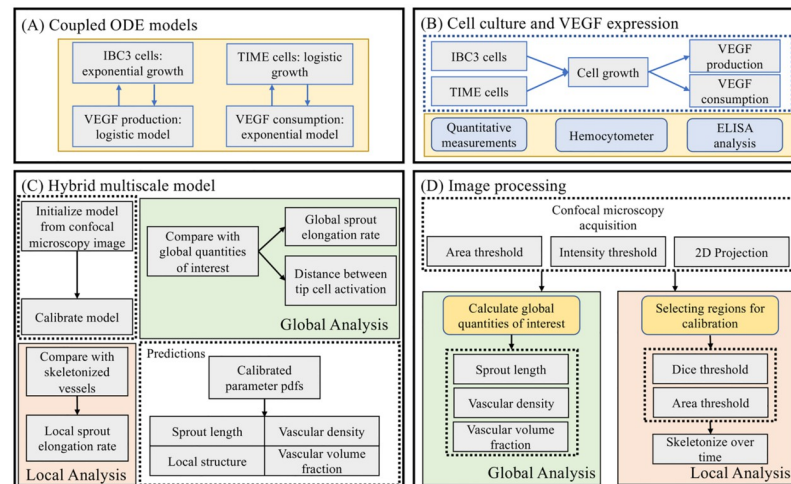 (A) Coupled ODE models
IBC3 cells:
exponential growth
TIME cells: logistic
growth
VEGF production:
logistic model
VEGF consumption:
exponential model
(B) Cell culture and VEGF expression
IBC3 cells
TIME cells
Cell growth
VEGF
production
VEGF
consumption
Quantitative
measurements
Hemocytometer
ELISA
analysis
(C) Hybrid multiscale model
Initialize model
from confocal
microscopy image
Calibrate model
Compare with
global quantities
of interest
Global sprout
elongation rate
Distance between
tip cell activation
Global Analysis
Compare with
skeletonized
vessels
Local sprout
elongation rate
Local Analysis
Predictions
Calibrated
parameter pdfs
Sprout length
Vascular density
Local structure
Vascular volume
fraction
(D) Image processing
Confocal microscopy
acquisition
Area threshold
Intensity threshold
2D Projection
Calculate global
quantities of interest
Sprout length
Vascular density
Vascular volume
fraction
Global Analysis
Selecting regions for
calibration
Dice threshold
Area threshold
Skeletonize over
time
Local Analysis